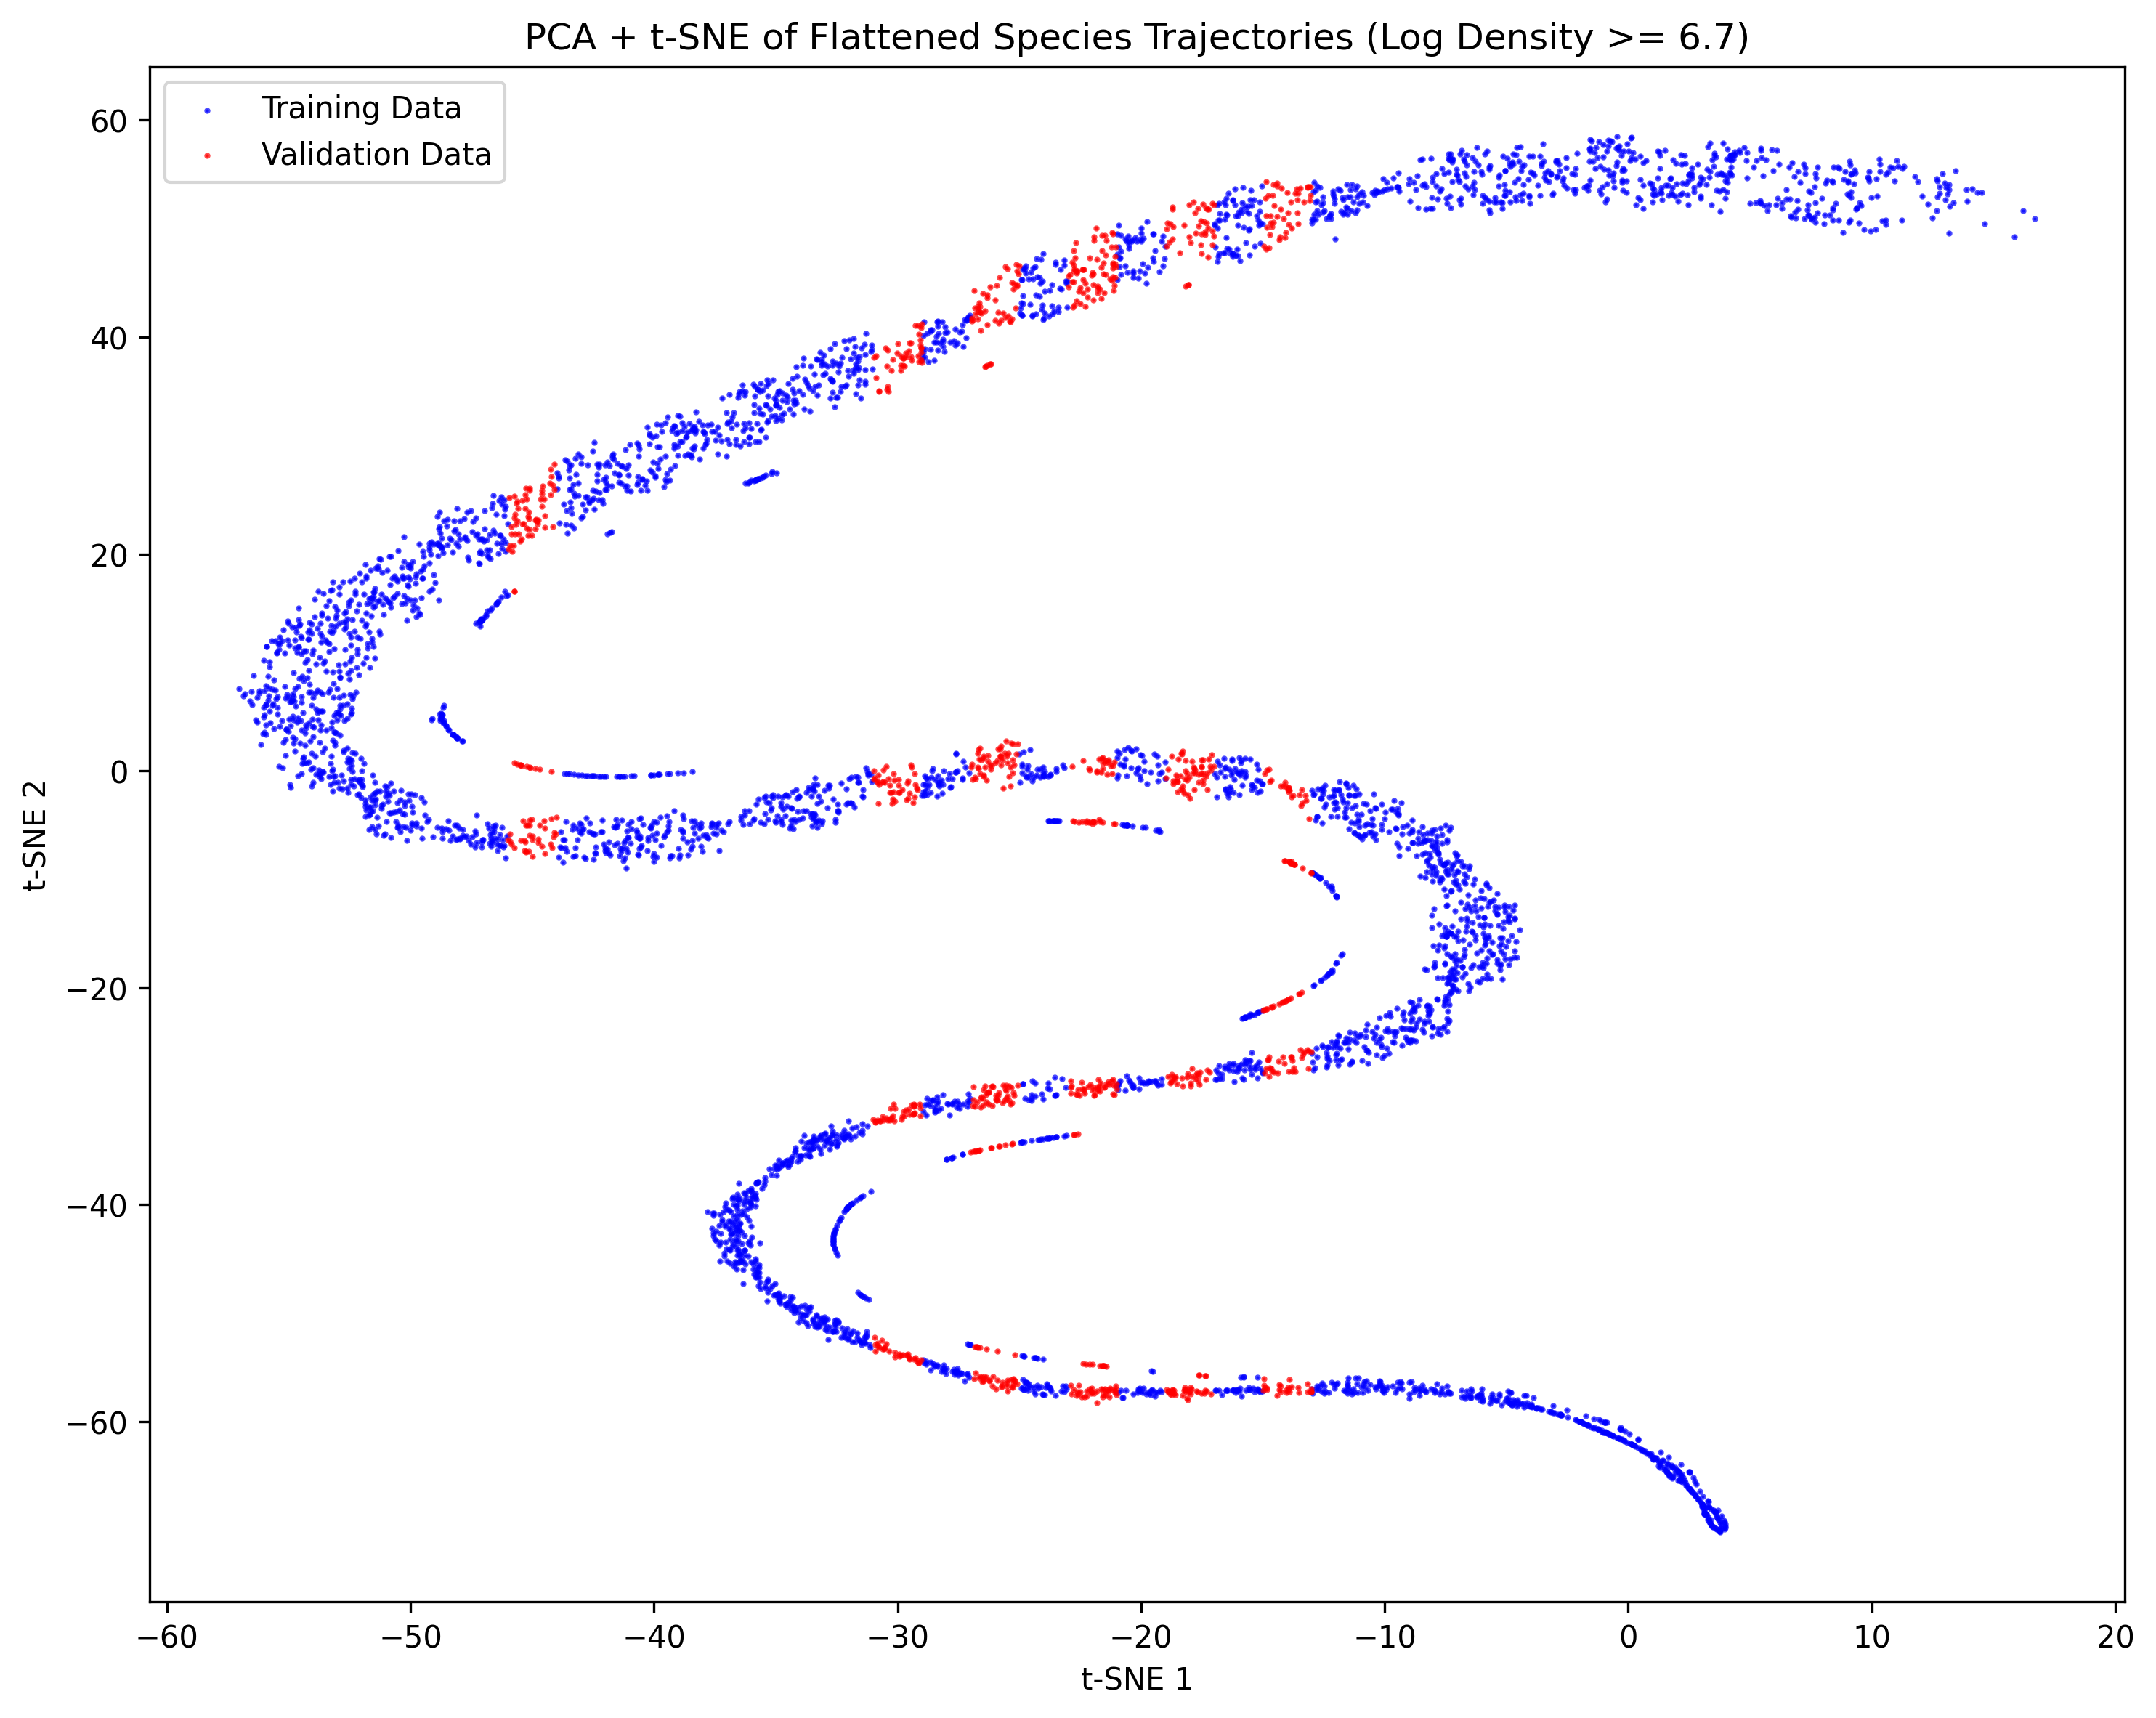 PCA + t-SNE of Flattened Species Trajectories (Log Density >= 6.7)
Training Data
Validation Data
60
40
20
0
−20
−40
−60
t-SNE 2
−60 −50 −40 −30 −20 −10 0 10 20
t-SNE 1